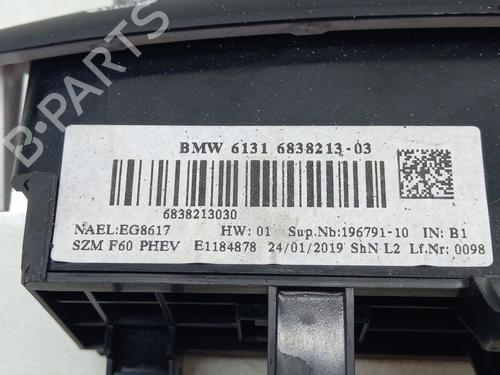 BMW 6131 6838213-03
6838213030
NAEL:EG8617 HW: 01 Sup.Nb:196791-10 IN: B1
SZM F60 PHEV E1184878 24/01/2019 ShN L2 Lf.Nr: 0098
B-PARTS